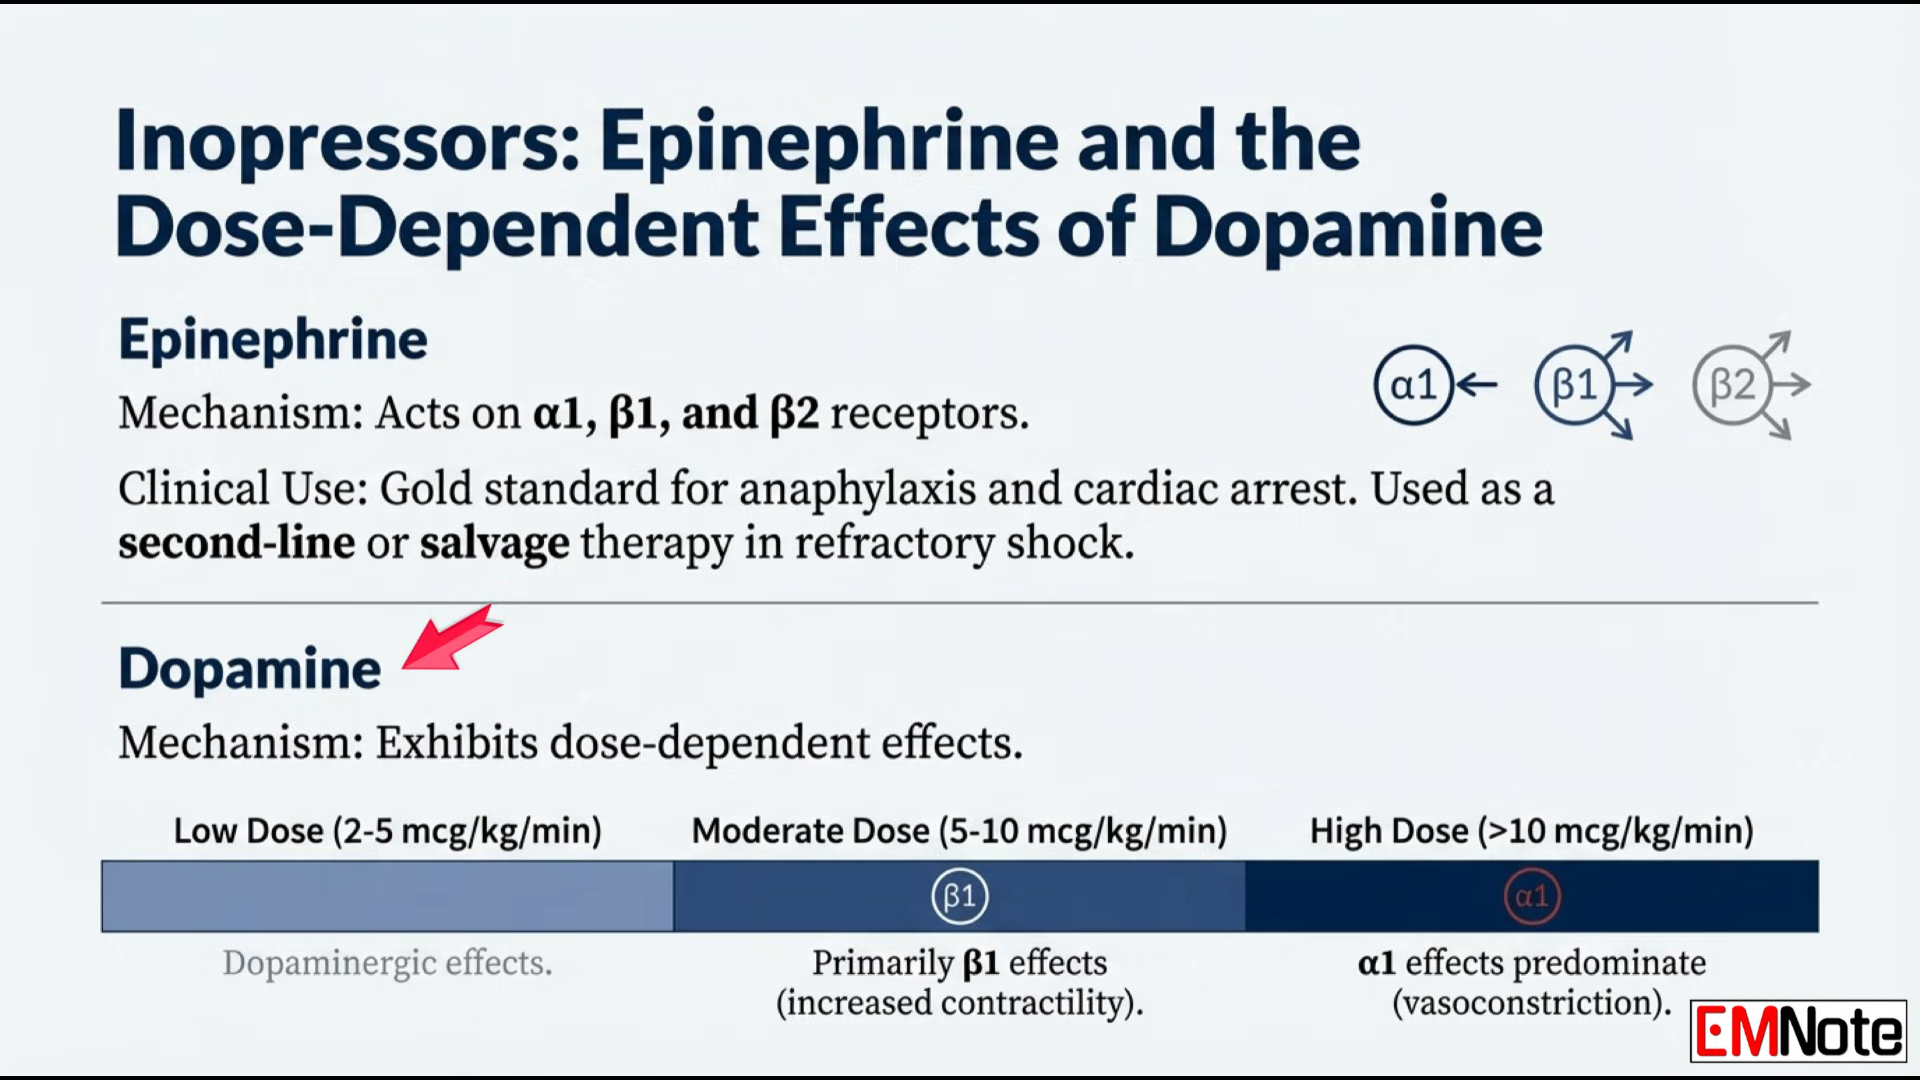 Inopressors: Epinephrine and the
Dose-Dependent Effects of Dopamine
Epinephrine
α1
β1
β2
Mechanism: Acts on α1, β1, and β2 receptors.
Clinical Use: Gold standard for anaphylaxis and cardiac arrest. Used as a
second-line or salvage therapy in refractory shock.
Dopamine
Mechanism: Exhibits dose-dependent effects.
Low Dose (2-5 mcg/kg/min)
Moderate Dose (5-10 mcg/kg/min)
High Dose (>10 mcg/kg/min)
β1
α1
Dopaminergic effects.
Primarily β1 effects
(increased contractility).
α1 effects predominate
(vasoconstriction).
EMNote